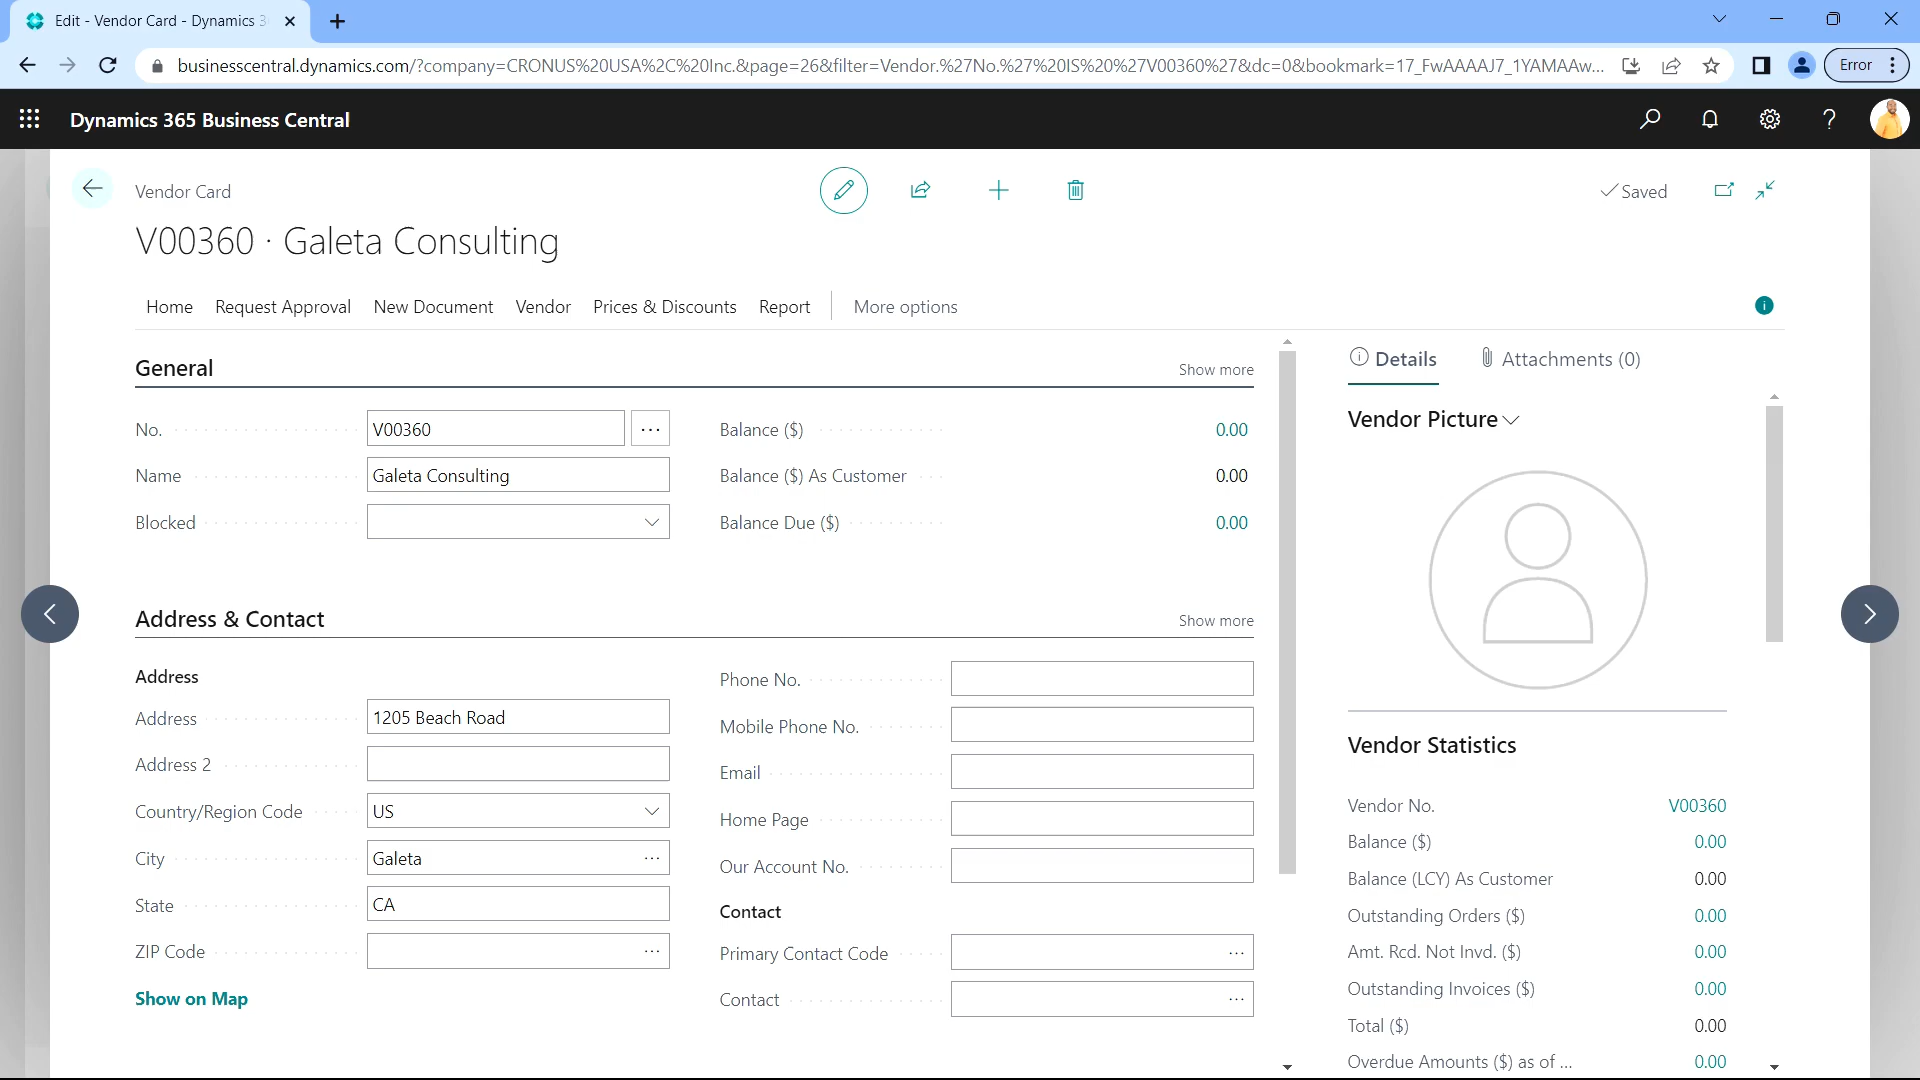 Edit - Vendor Card - Dynamics 3
businesscentral.dynamics.com/?company=CRONUS%20USA%2C%20Inc.&page=26&filter=Vendor.%27No.%27%20IS%20%27V00360%27&dc=0&bookmark=17_FwAAAAJ7_1YAMAAw...
Error
Dynamics 365 Business Central
Vendor Card
Saved
V00360 · Galeta Consulting
Home Request Approval New Document Vendor Prices & Discounts Report More options
General
Show more
No. V00360
Name Galeta Consulting
Blocked
Balance ($) 0.00
Balance ($) As Customer 0.00
Balance Due ($) 0.00
Address & Contact
Show more
Address
Address 1205 Beach Road
Address 2
Country/Region Code US
City Galeta
State CA
ZIP Code
Show on Map
Phone No.
Mobile Phone No.
Email
Home Page
Our Account No.
Contact
Primary Contact Code
Contact
Details Attachments (0)
Vendor Picture
Vendor Statistics
Vendor No. V00360
Balance ($) 0.00
Balance (LCY) As Customer 0.00
Outstanding Orders ($) 0.00
Amt. Rcd. Not Invd. ($) 0.00
Outstanding Invoices ($) 0.00
Total ($) 0.00
Overdue Amounts ($) as of ... 0.00